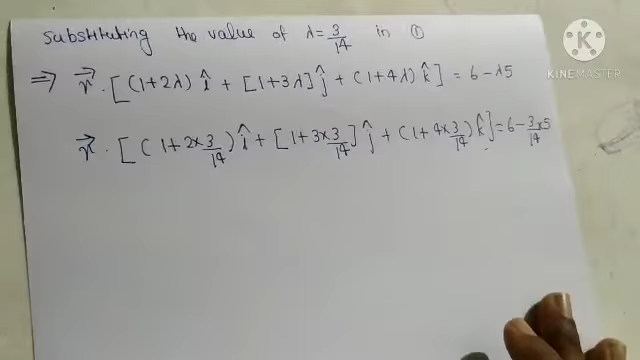 Substituting the value of λ = 3/14 in ①
⇒ r⃗ . [(1+2λ) î + [1+3λ] ĵ + (1+4λ) k̂] = 6 - λ5
r⃗ . [(1+2×3/14) î + [1+3×3/14] ĵ + (1+4×3/14) k̂] = 6 - 3×5/14
KINEMASTER